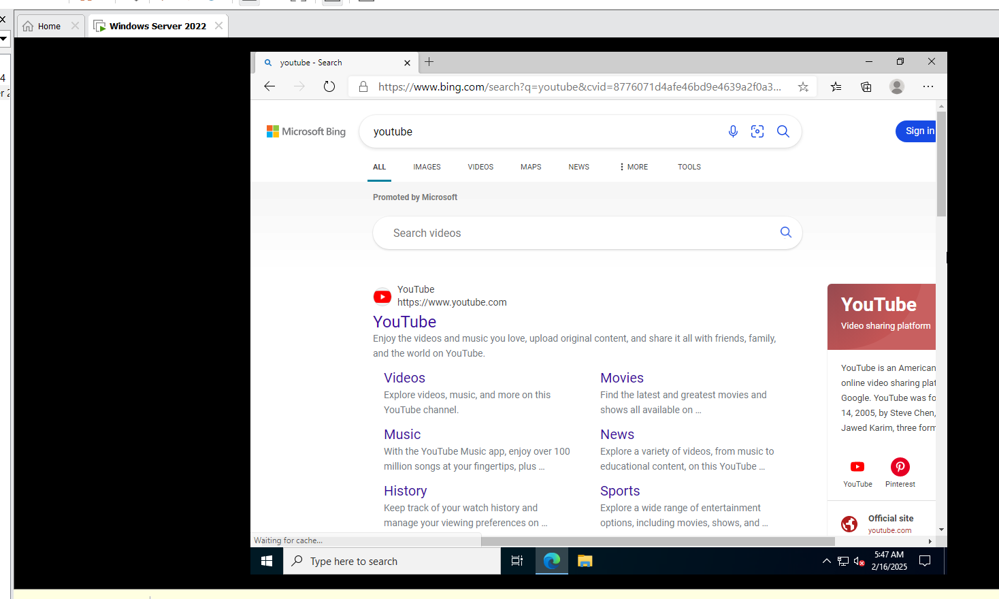 Home
Windows Server 2022
4
er 2
youtube - Search
https://www.bing.com/search?q=youtube&cvid=8776071d4afe46bd9e4639a2f0a3...
Microsoft Bing
youtube
Sign in
ALL
IMAGES
VIDEOS
MAPS
NEWS
MORE
TOOLS
Promoted by Microsoft
Search videos
YouTube
https://www.youtube.com
YouTube
Enjoy the videos and music you love, upload original content, and share it all with friends, family,
and the world on YouTube.
Videos
Explore videos, music, and more on this
YouTube channel.
Movies
Find the latest and greatest movies and
shows all available on ...
Music
With the YouTube Music app, enjoy over 100
million songs at your fingertips, plus ...
News
Explore a variety of videos, from music to
educational content, on this YouTube ...
History
Keep track of your watch history and
manage your viewing preferences on ...
Sports
Explore a wide range of entertainment
options, including movies, shows, and ...
YouTube
Video sharing platform
YouTube is an American
online video sharing plat
Google. YouTube was fo
14, 2005, by Steve Chen,
Jawed Karim, three form
YouTube
Pinterest
Official site
youtube.com
Waiting for cache...
Type here to search
5:47 AM
2/16/2025